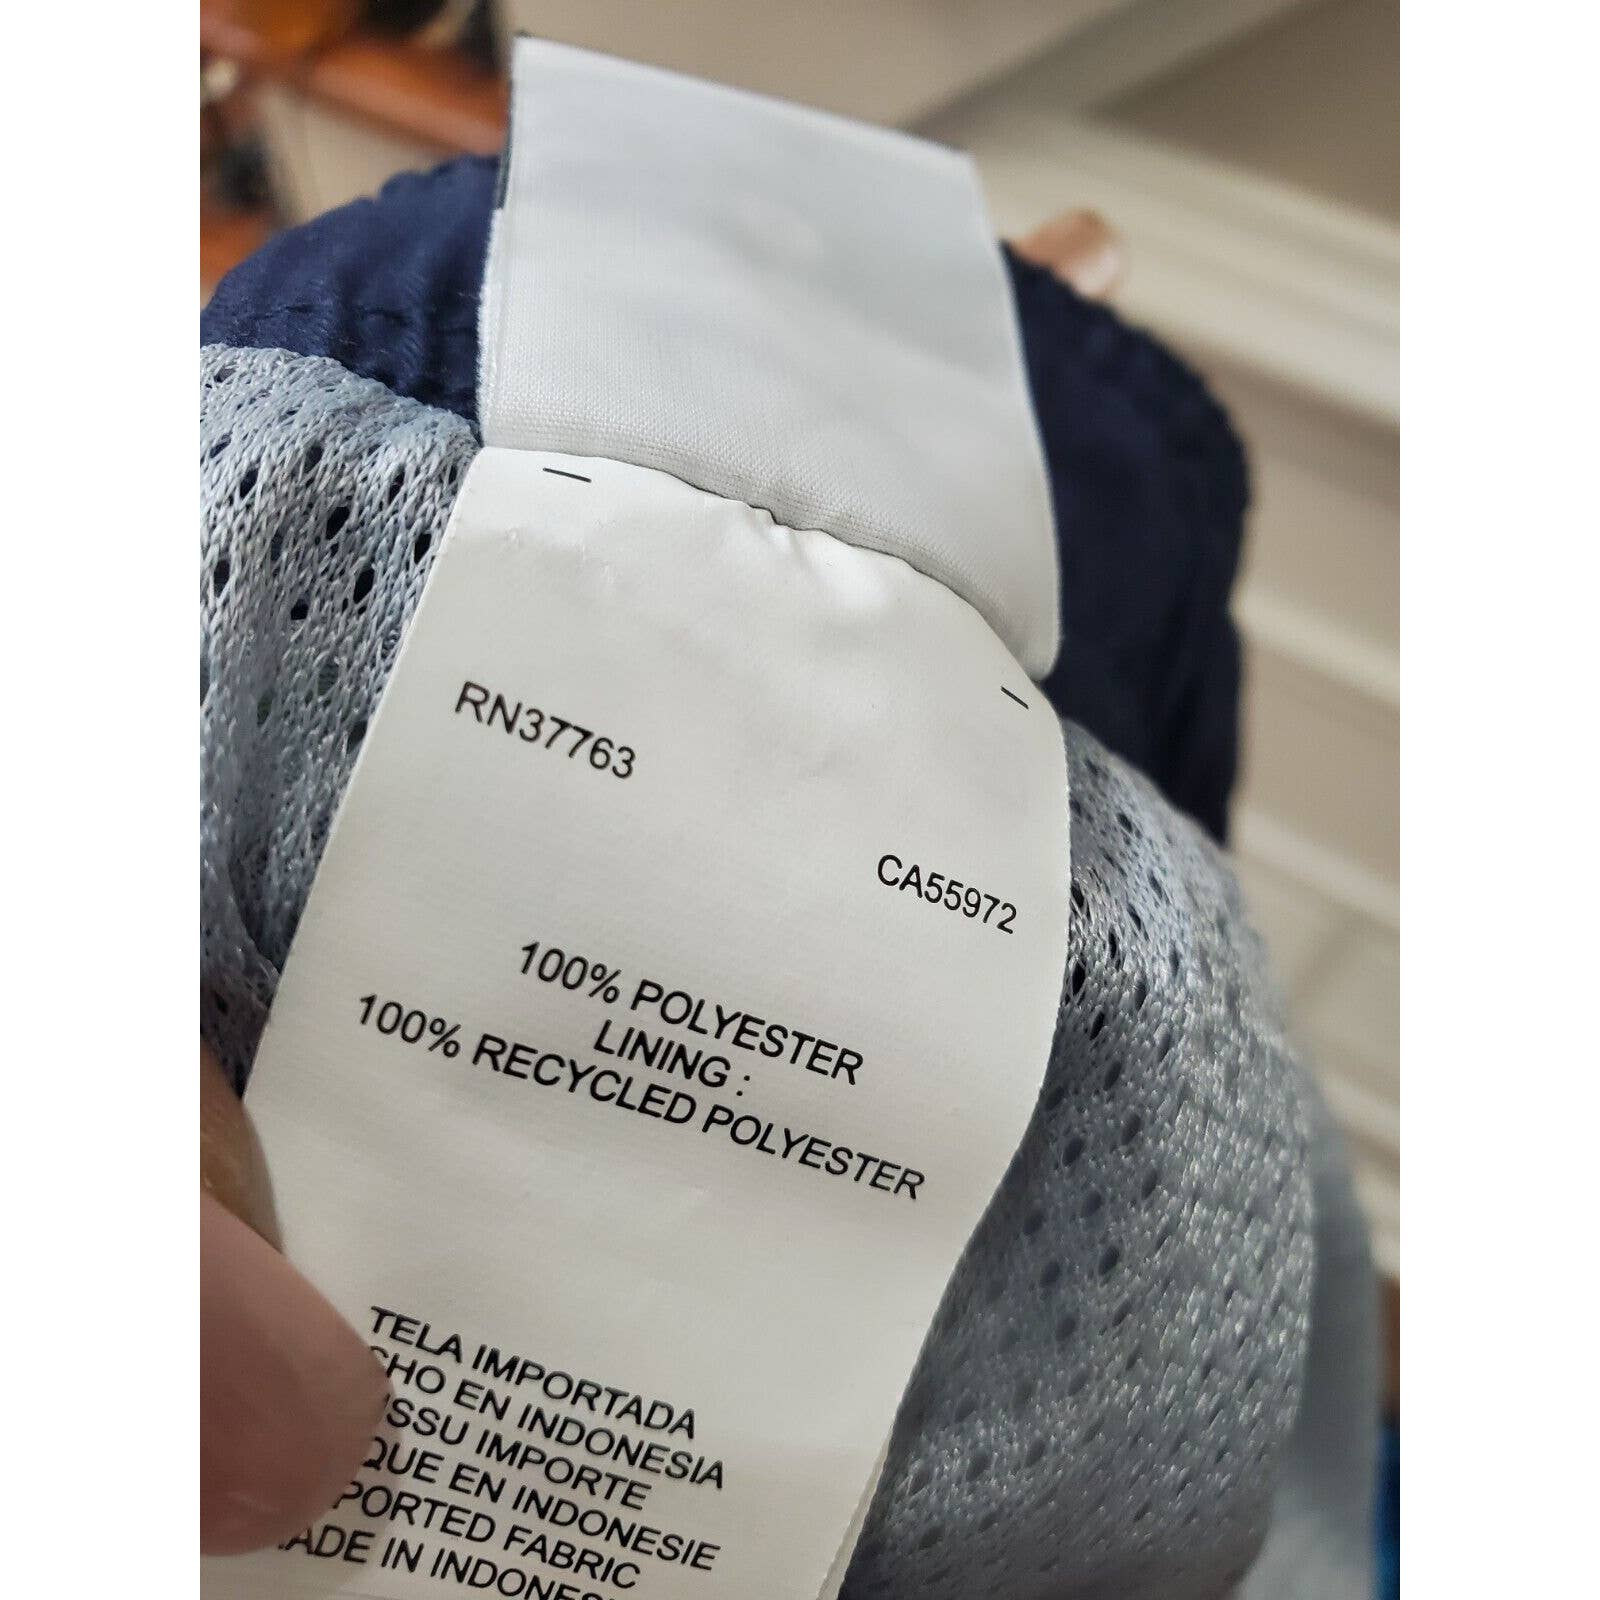 RN37763
CA55972
100% POLYESTER
LINING :
100% RECYCLED POLYESTER
TELA IMPORTADA
CHO EN INDONESIA
ISSU IMPORTE
QUE EN INDONESIE
PORTED FABRIC
ADE IN INDONES